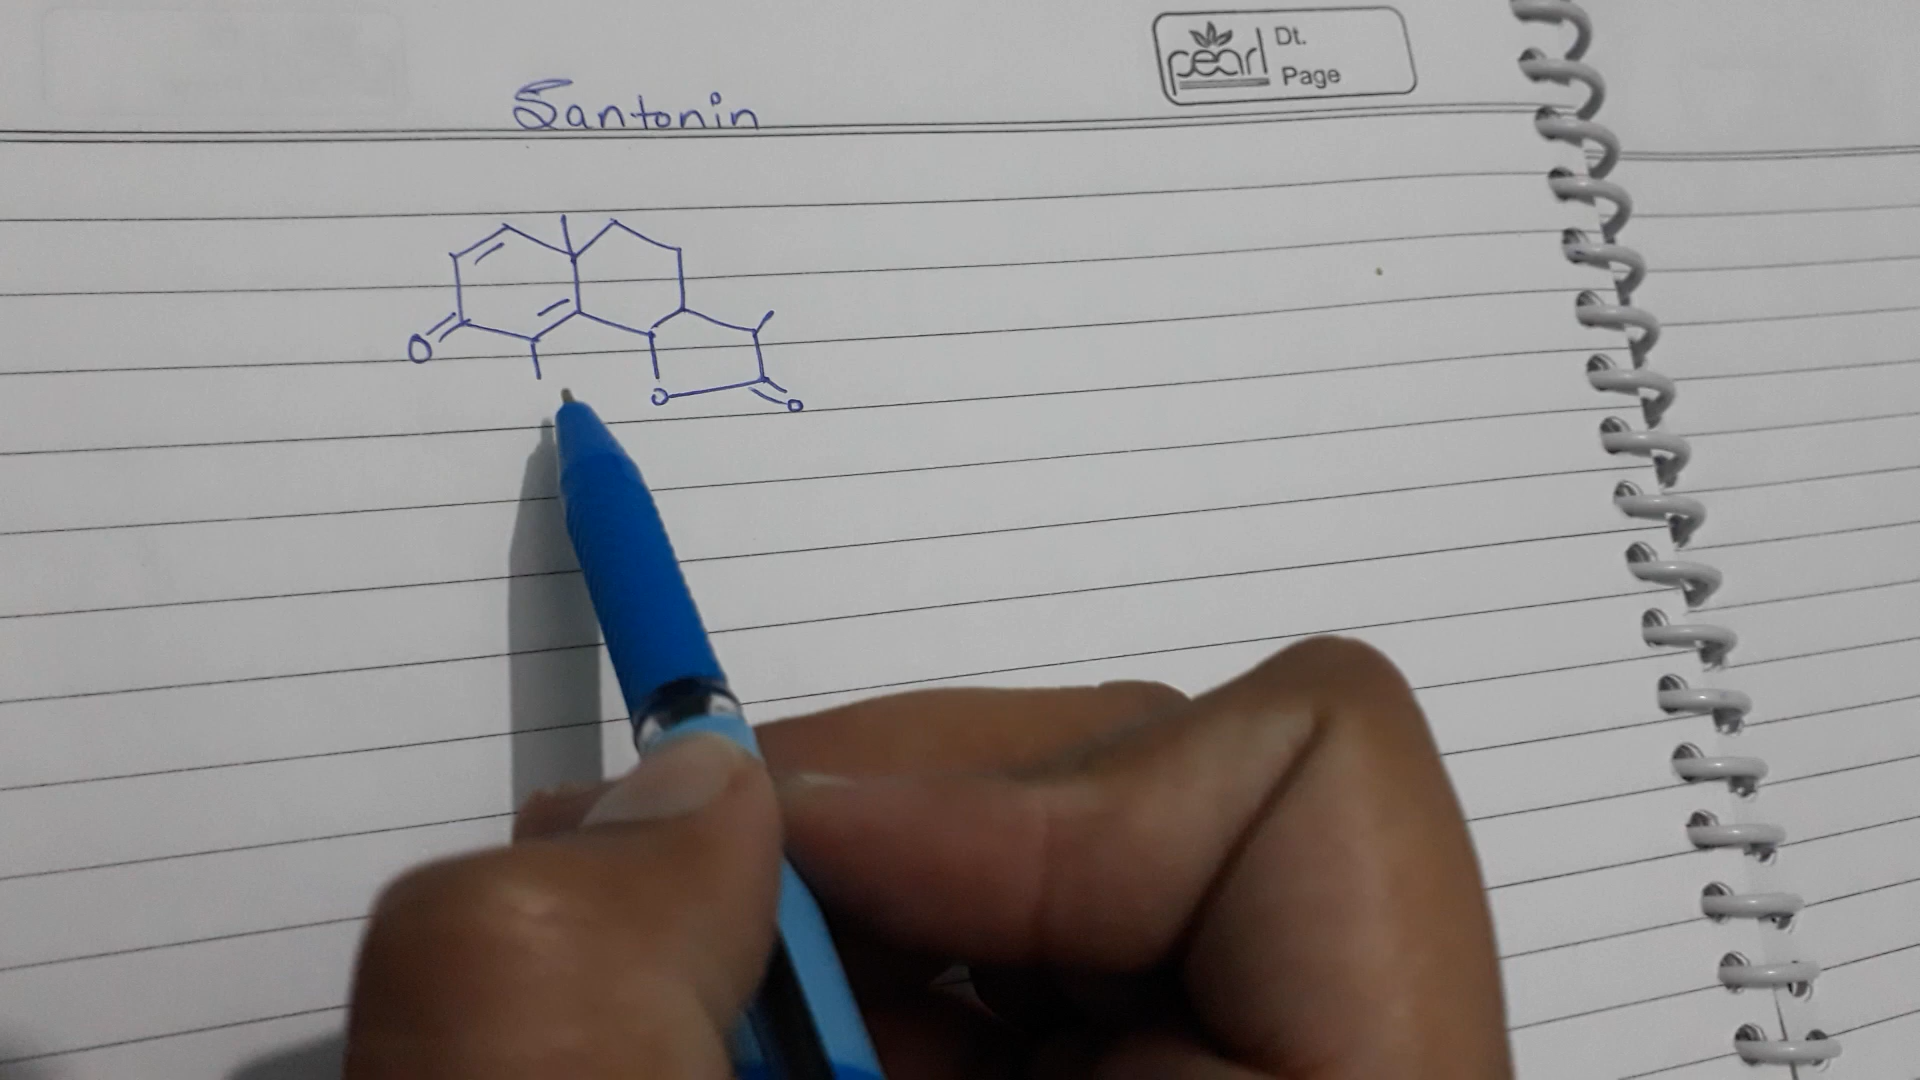 pearl Dt.
Page
Santonin
O
O
O